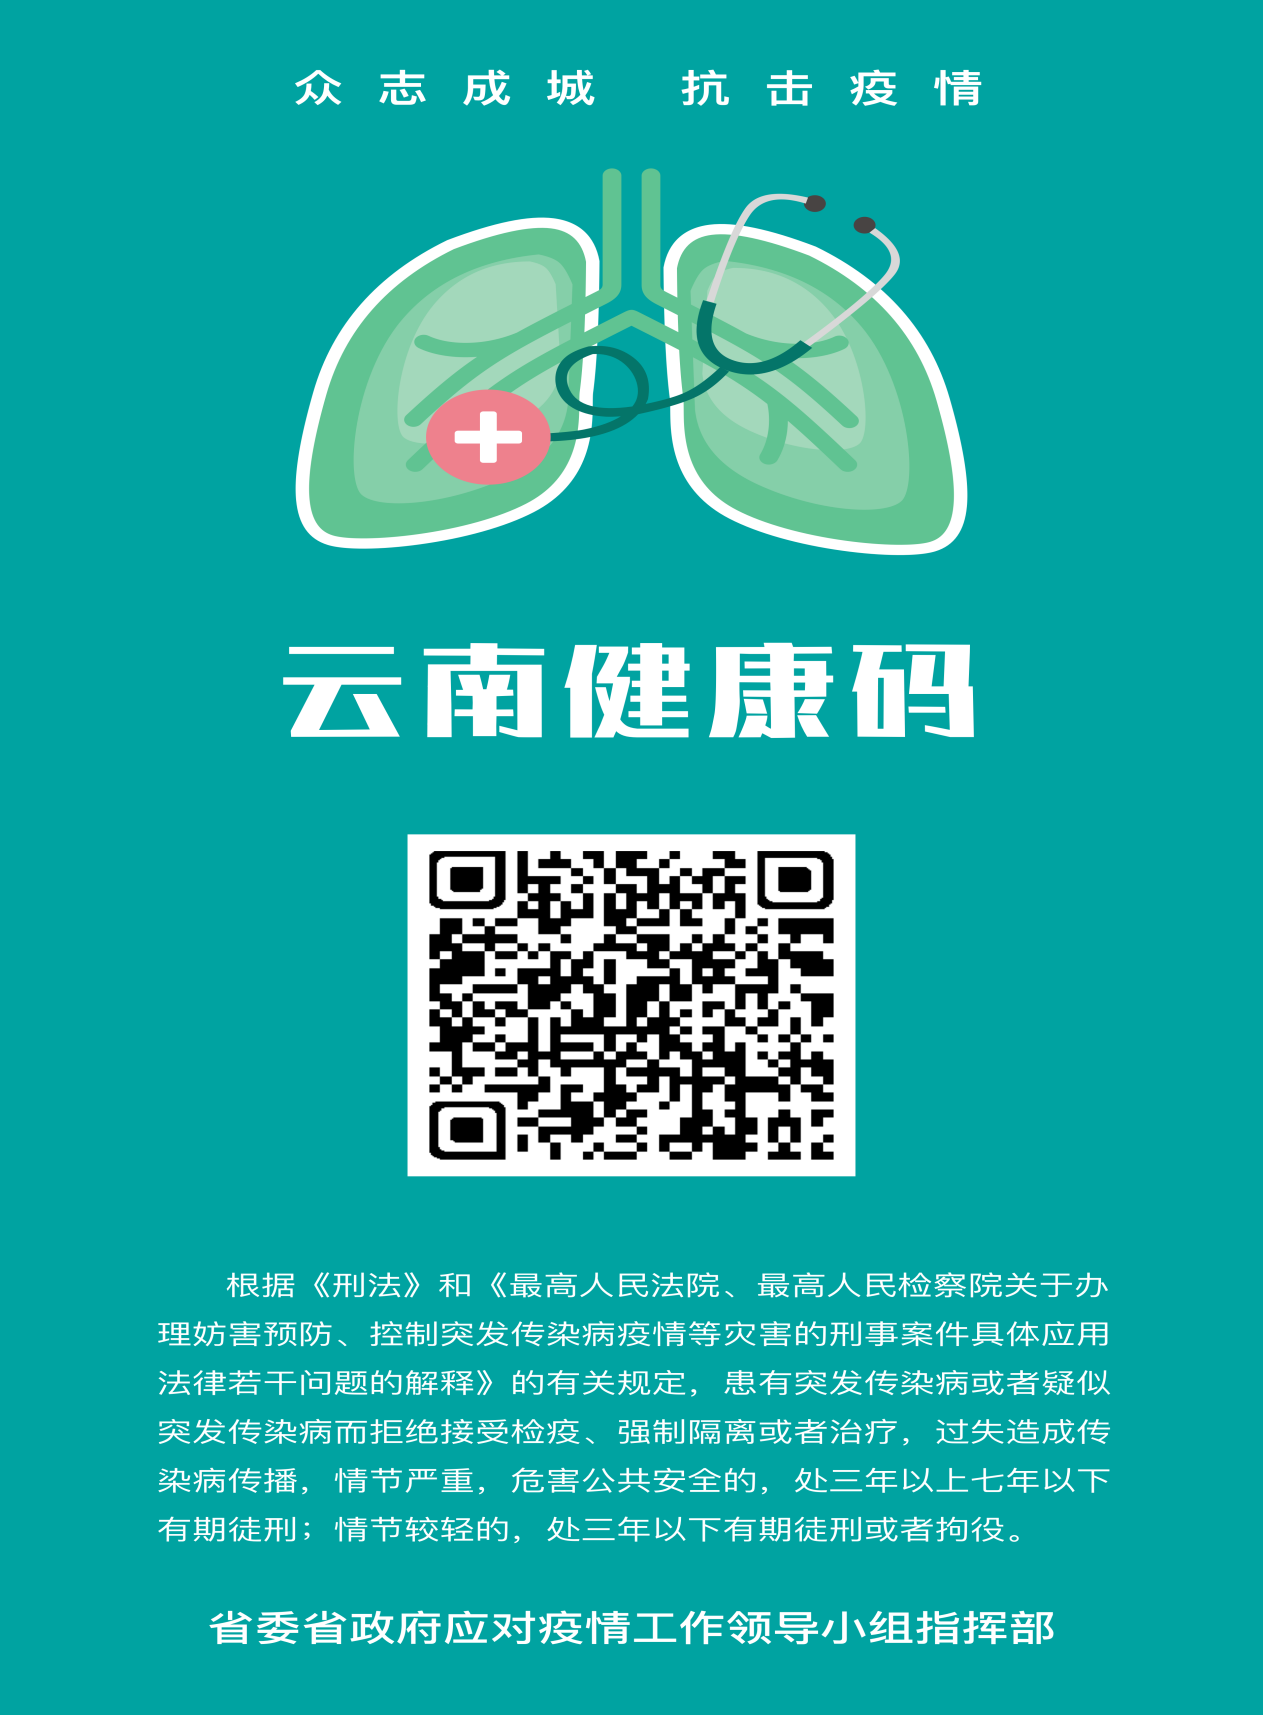 众志成城 抗击疫情
云南健康码
根据《刑法》和《最高人民法院、最高人民检察院关于办
理妨害预防、控制突发传染病疫情等灾害的刑事案件具体应用
法律若干问题的解释》的有关规定，患有突发传染病或者疑似
突发传染病而拒绝接受检疫、强制隔离或者治疗，过失造成传
染病传播，情节严重，危害公共安全的，处三年以上七年以下
有期徒刑；情节较轻的，处三年以下有期徒刑或者拘役。
省委省政府应对疫情工作领导小组指挥部